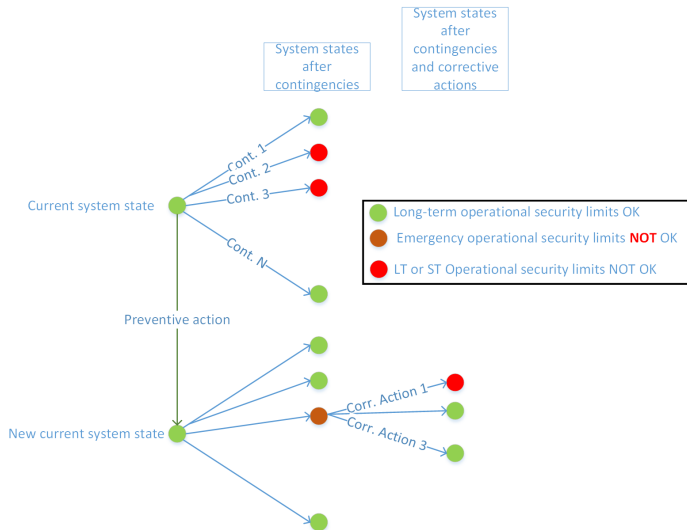 System states
after
contingencies
System states
after
contingencies
and corrective
actions
Cont. 1
Cont. 2
Cont. 3
Cont. N
Current system state
Long-term operational security limits OK
Emergency operational security limits NOT OK
LT or ST Operational security limits NOT OK
Preventive action
Corr. Action 1
Corr. Action 3
New current system state